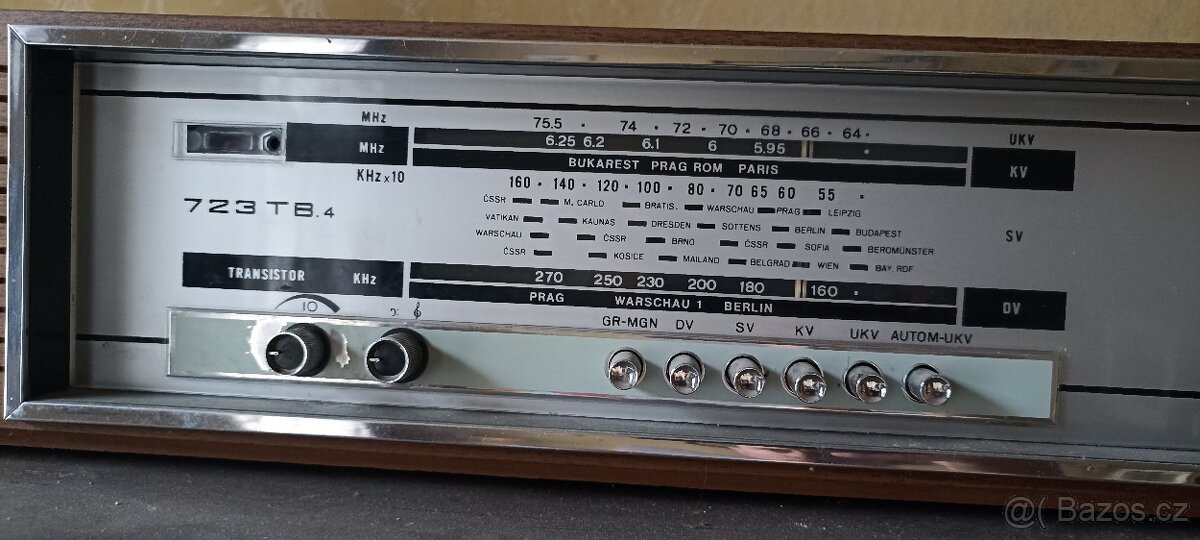 MHz 75.5 74 72 70 68 66 64 UKV
MHz 6.25 6.2 6.1 6 5.95 KV
BUKAREST PRAG ROM PARIS
KHz x 10 160 140 120 100 80 70 65 60 55
723 TB.4
ČSSR M. CARLO BRATIS. WARSCHAU PRAG LEIPZIG
VATIKAN KAUNAS DRESDEN SOTTENS BERLIN BUDAPEST
WARSCHAU ČSSR BRNO ČSSR SOFIA BEROMÜNSTER
SV
ČSSR KOSICE MAILAND BELGRAD WIEN BAY. RDF.
TRANSISTOR KHz 270 250 230 200 180 160 DV
PRAG WARSCHAU 1 BERLIN
10
GR-MGN DV SV KV UKV AUTOM-UKV
@( Bazos.cz